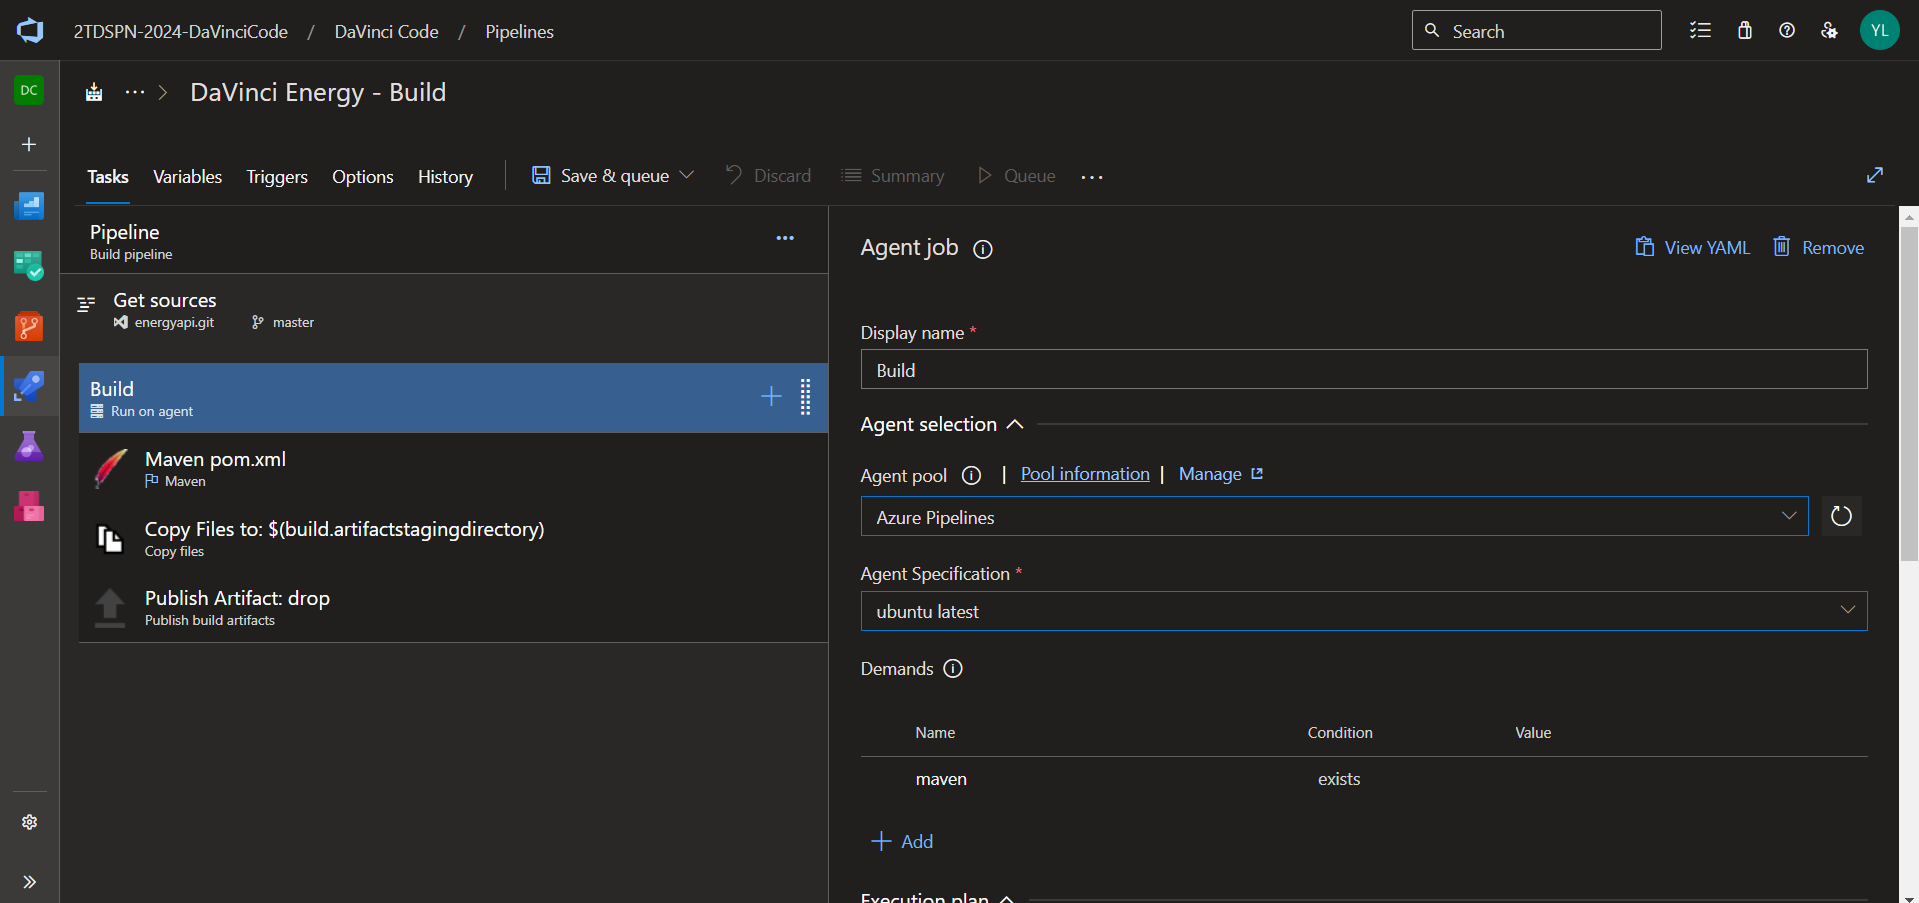 2TDSPN-2024-DaVinciCode / DaVinci Code / Pipelines
Search
YL
DC
··· > DaVinci Energy - Build
Tasks Variables Triggers Options History Save & queue Discard Summary Queue ...
Pipeline
Build pipeline
Get sources
energyapi.git master
Build
Run on agent
Maven pom.xml
Maven
Copy Files to: $(build.artifactstagingdirectory)
Copy files
Publish Artifact: drop
Publish build artifacts
Agent job
View YAML Remove
Display name *
Build
Agent selection
Agent pool | Pool information | Manage
Azure Pipelines
Agent Specification *
ubuntu latest
Demands
Name Condition Value
maven exists
+ Add
Execution plan